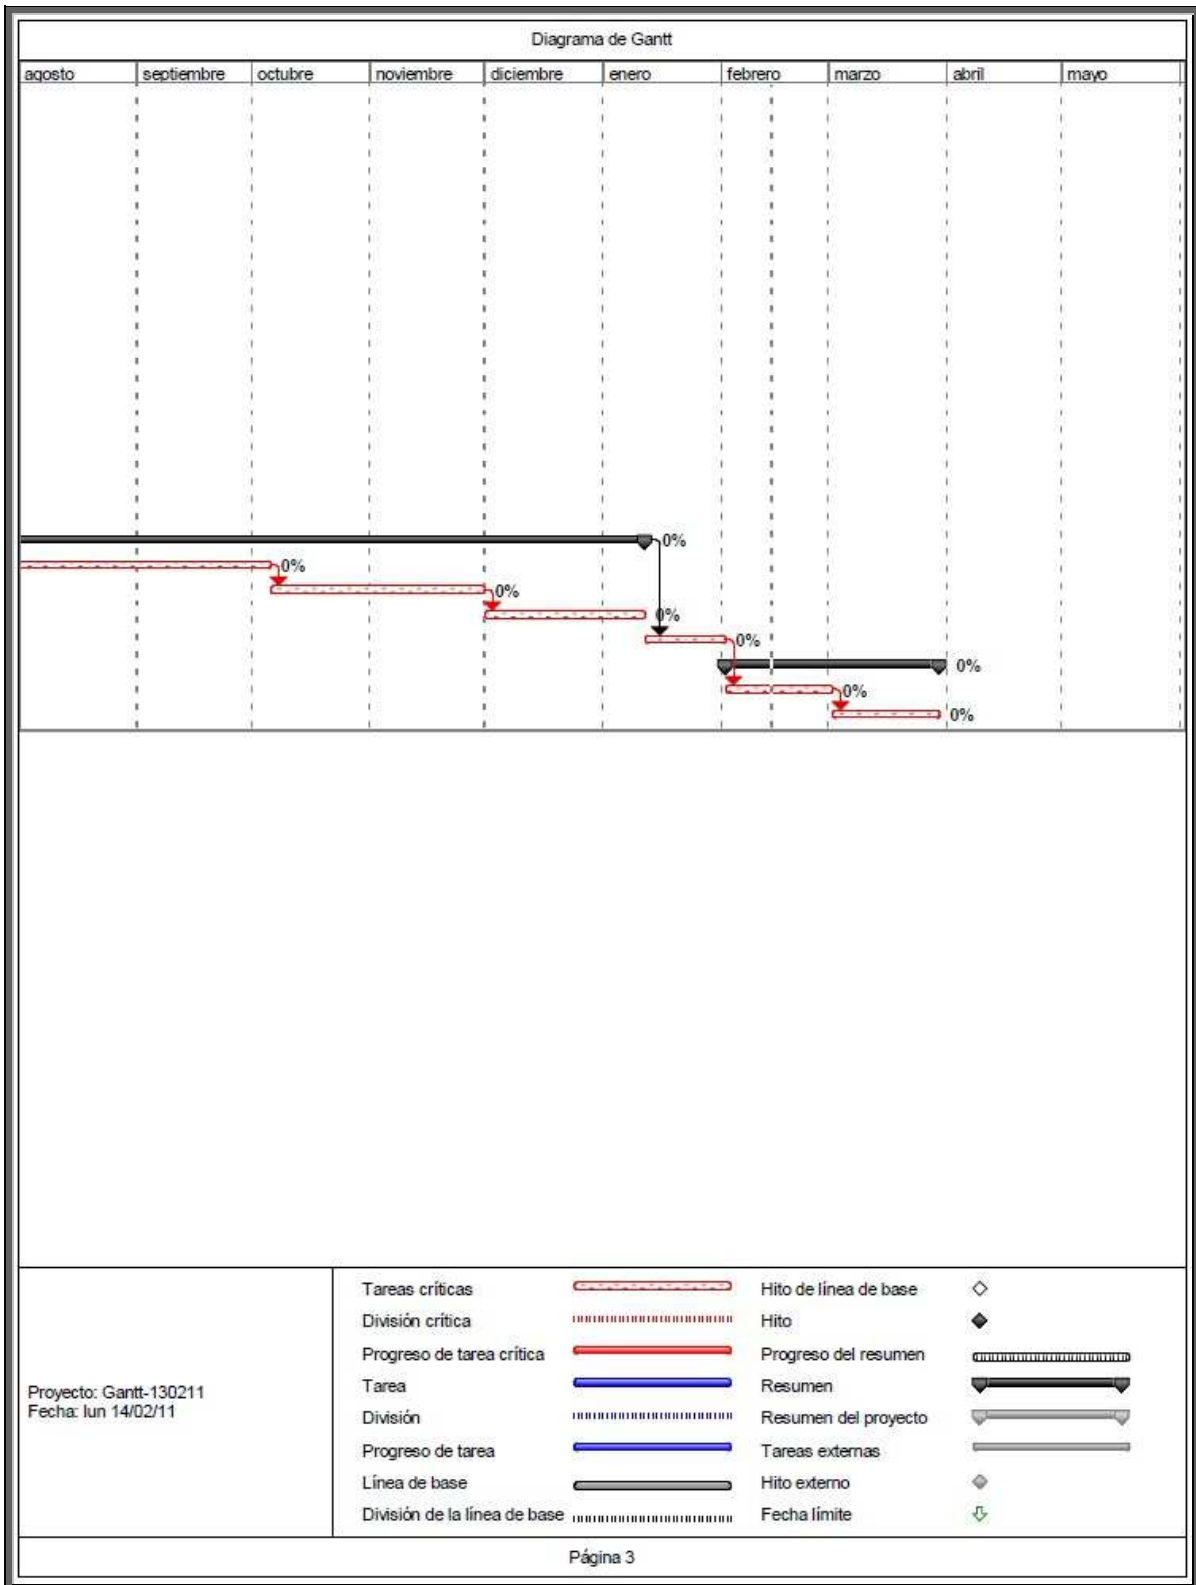 Diagrama de Gantt
agosto septiembre octubre noviembre diciembre enero febrero marzo abril mayo
0%
0%
0%
0%
0%
0%
0%
0%
Tareas críticas Hito de línea de base
División crítica Hito
Progreso de tarea crítica Progreso del resumen
Tarea Resumen
División Resumen del proyecto
Progreso de tarea Tareas externas
Línea de base Hito externo
División de la línea de base Fecha límite
Proyecto: Gantt-130211
Fecha: lun 14/02/11
Página 3